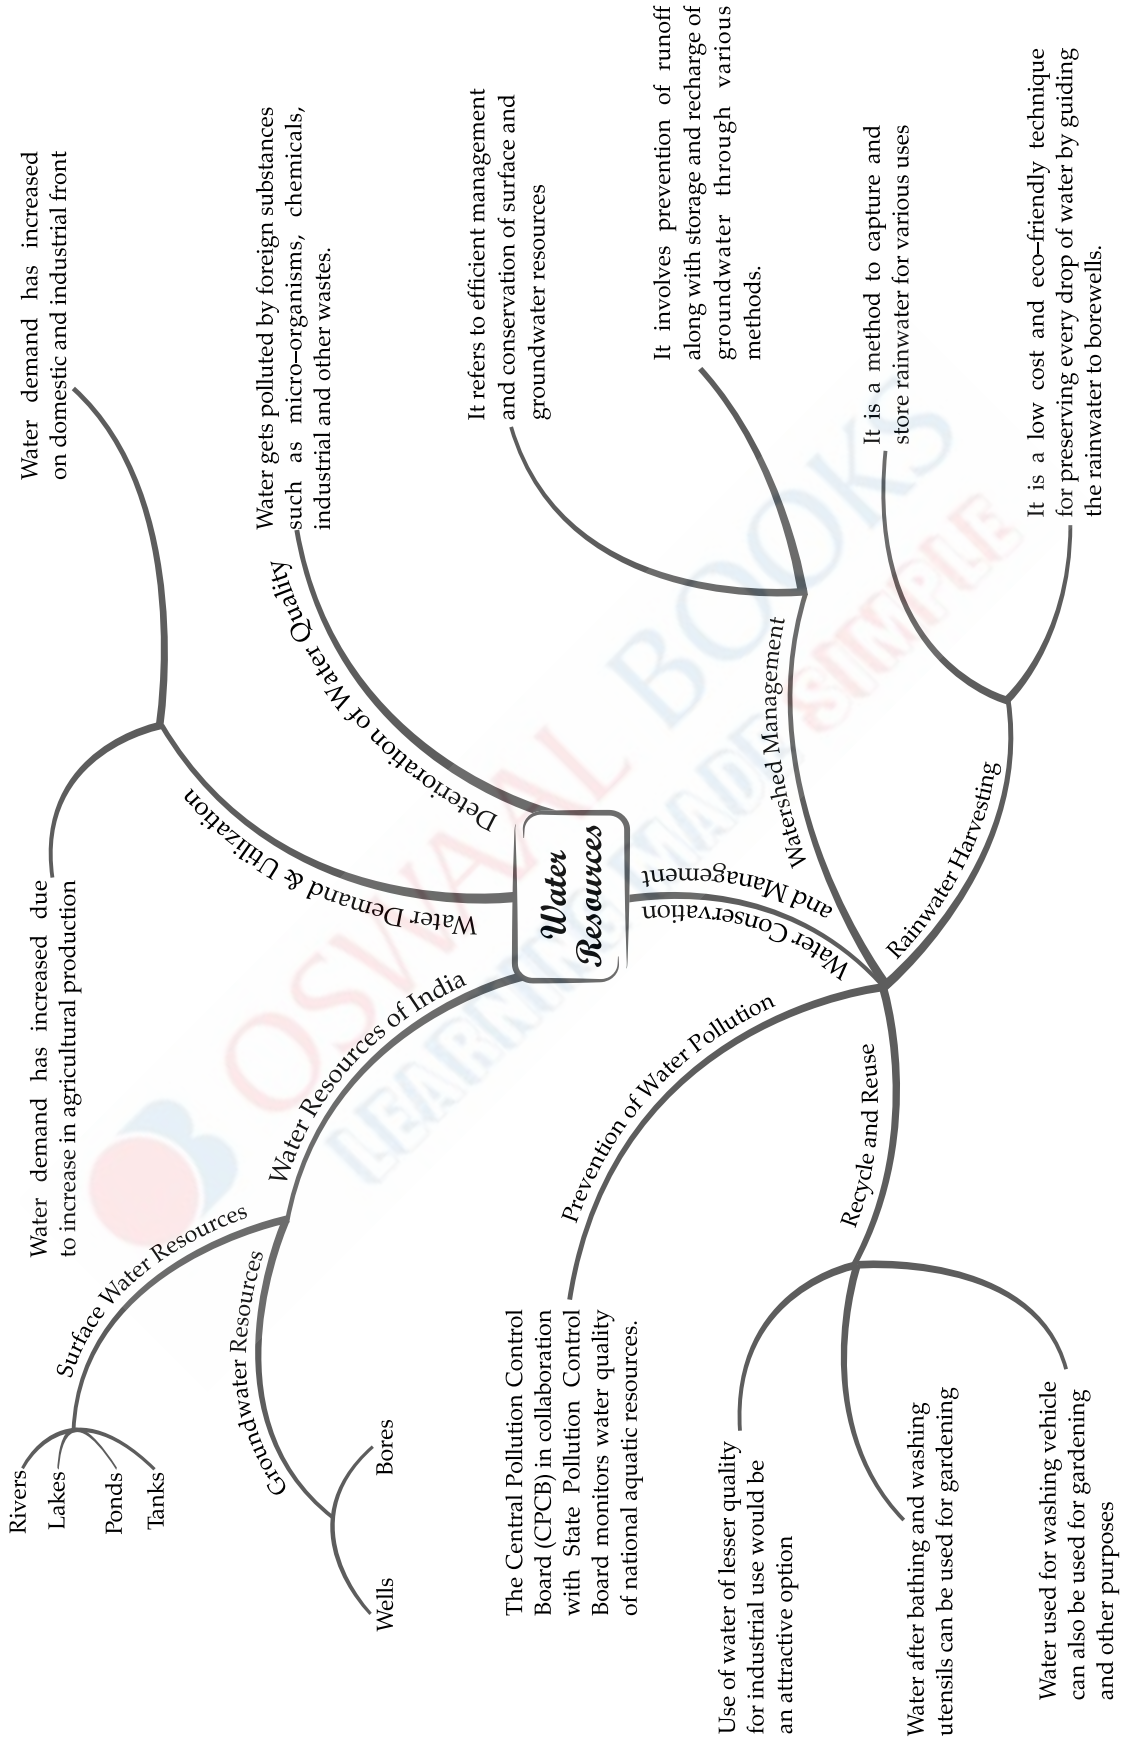 Water
Resources
Water Resources of India
Surface Water Resources
Rivers
Lakes
Ponds
Tanks
Groundwater Resources
Wells
Bores
Water Demand & Utilization
Water demand has increased due
to increase in agricultural production
Water demand has increased
on domestic and industrial front
Deterioration of Water Quality
Water gets polluted by foreign substances
such as micro-organisms, chemicals,
industrial and other wastes.
Water Conservation
and Management
Prevention of Water Pollution
The Central Pollution Control
Board (CPCB) in collaboration
with State Pollution Control
Board monitors water quality
of national aquatic resources.
Recycle and Reuse
Use of water of lesser quality
for industrial use would be
an attractive option
Water after bathing and washing
utensils can be used for gardening
Water used for washing vehicle
can also be used for gardening
and other purposes
Watershed Management
It refers to efficient management
and conservation of surface and
groundwater resources
It involves prevention of runoff
along with storage and recharge of
groundwater through various
methods.
Rainwater Harvesting
It is a method to capture and
store rainwater for various uses
It is a low cost and eco–friendly technique
for preserving every drop of water by guiding
the rainwater to borewells.
OSWAAL BOOKS
LEARNING MADE SIMPLE